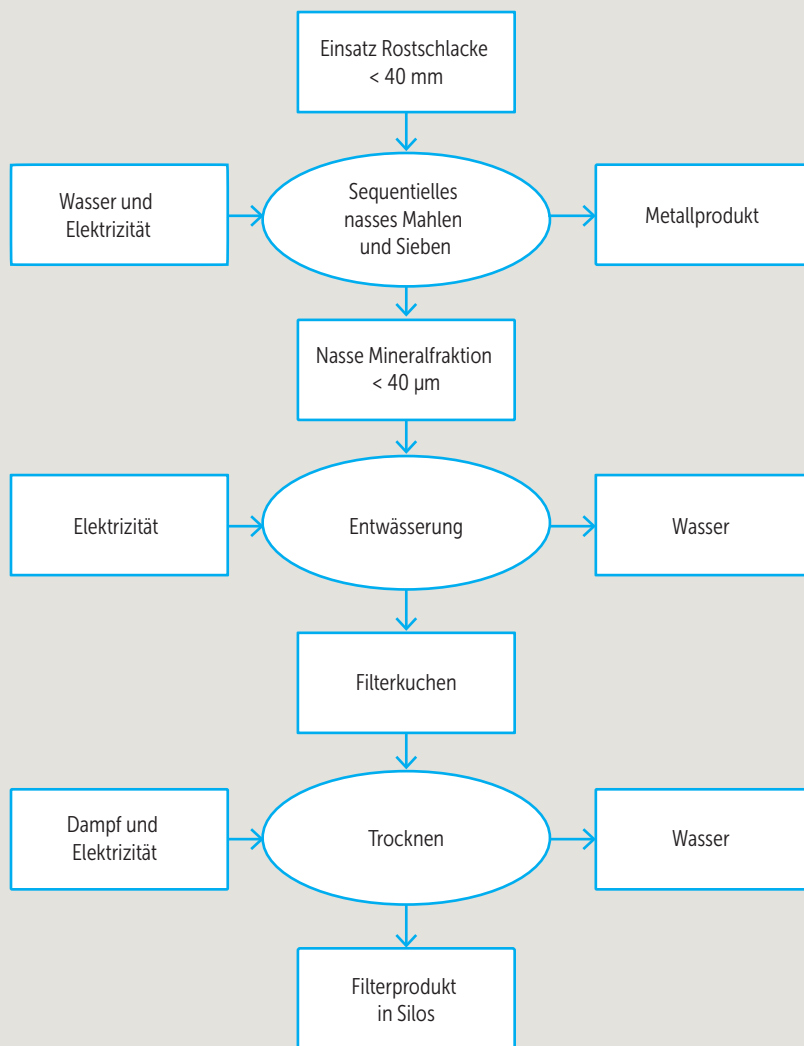 Einsatz Rostschlacke
< 40 mm
Wasser und
Elektrizität
Sequentielles
nasses Mahlen
und Sieben
Metallprodukt
Nasse Mineralfraktion
< 40 µm
Elektrizität
Entwässerung
Wasser
Filterkuchen
Dampf und
Elektrizität
Trocknen
Wasser
Filterprodukt
in Silos